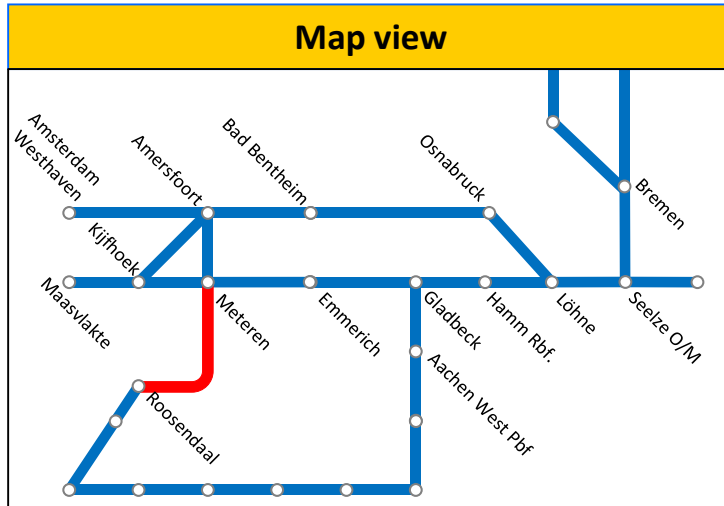 Map view
Amsterdam
Westhaven
Amersfoort
Bad Bentheim
Osnabruck
Bremen
Kijfhoek
Maasvlakte
Meteren
Emmerich
Gladbeck
Hamm Rbf.
Löhne
Seelze O/M
Aachen West Pbf
Roosendaal